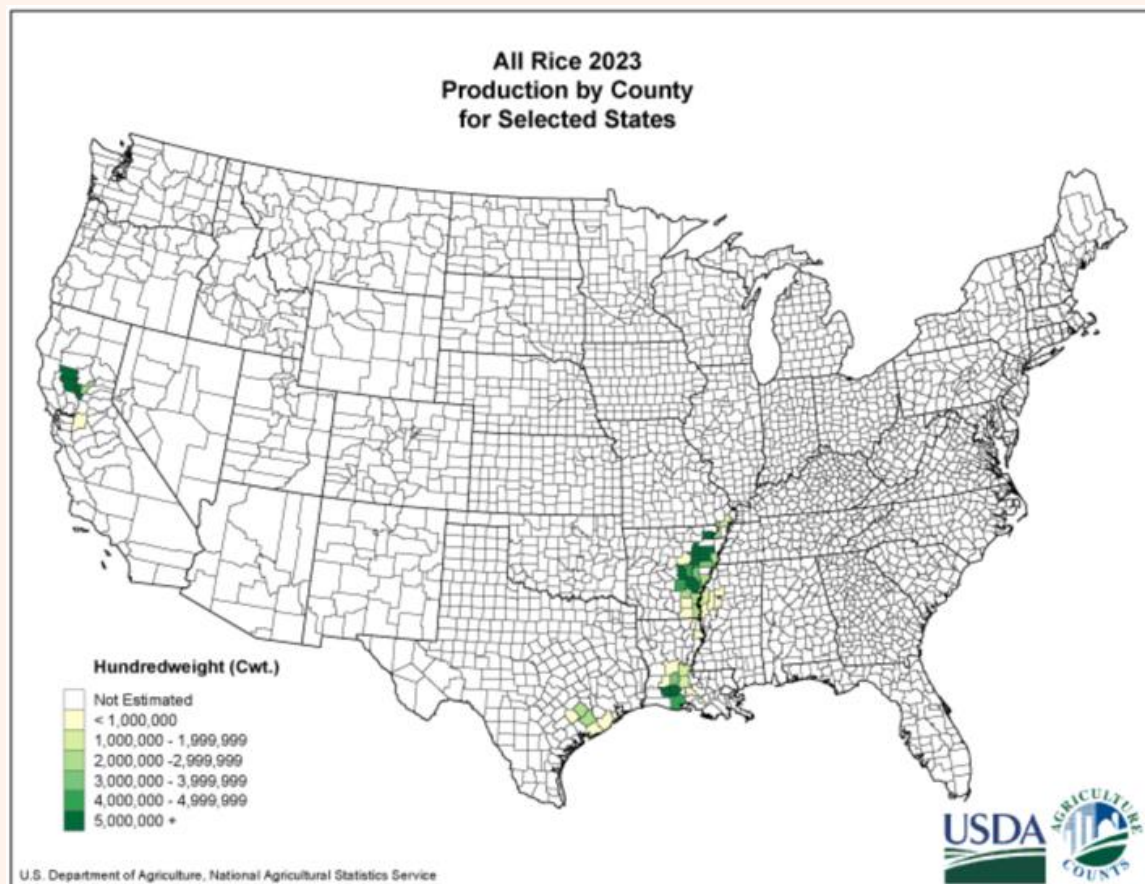 All Rice 2023
Production by County
for Selected States
Hundredweight (Cwt.)
Not Estimated
< 1,000,000
1,000,000 - 1,999,999
2,000,000 -2,999,999
3,000,000 - 3,999,999
4,000,000 - 4,999,999
5,000,000 +
U.S. Department of Agriculture, National Agricultural Statistics Service
USDA
AGRICULTURE
COUNTS